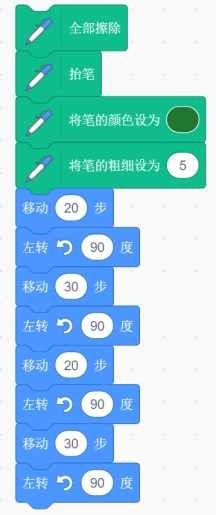 全部擦除
抬笔
将笔的颜色设为
将笔的粗细设为 5
移动 20 步
左转 90 度
移动 30 步
左转 90 度
移动 20 步
左转 90 度
移动 30 步
左转 90 度